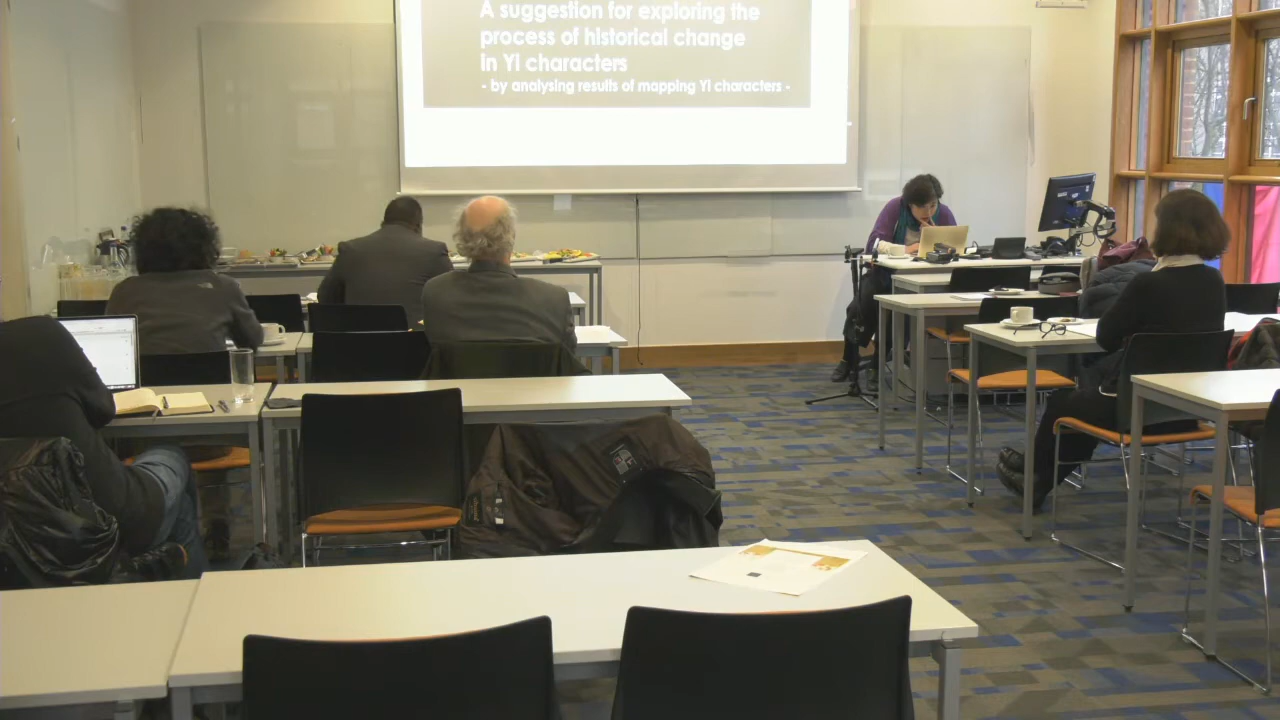 A suggestion for exploring the
process of historical change
in Yi characters
- by analysing results of mapping Yi characters -